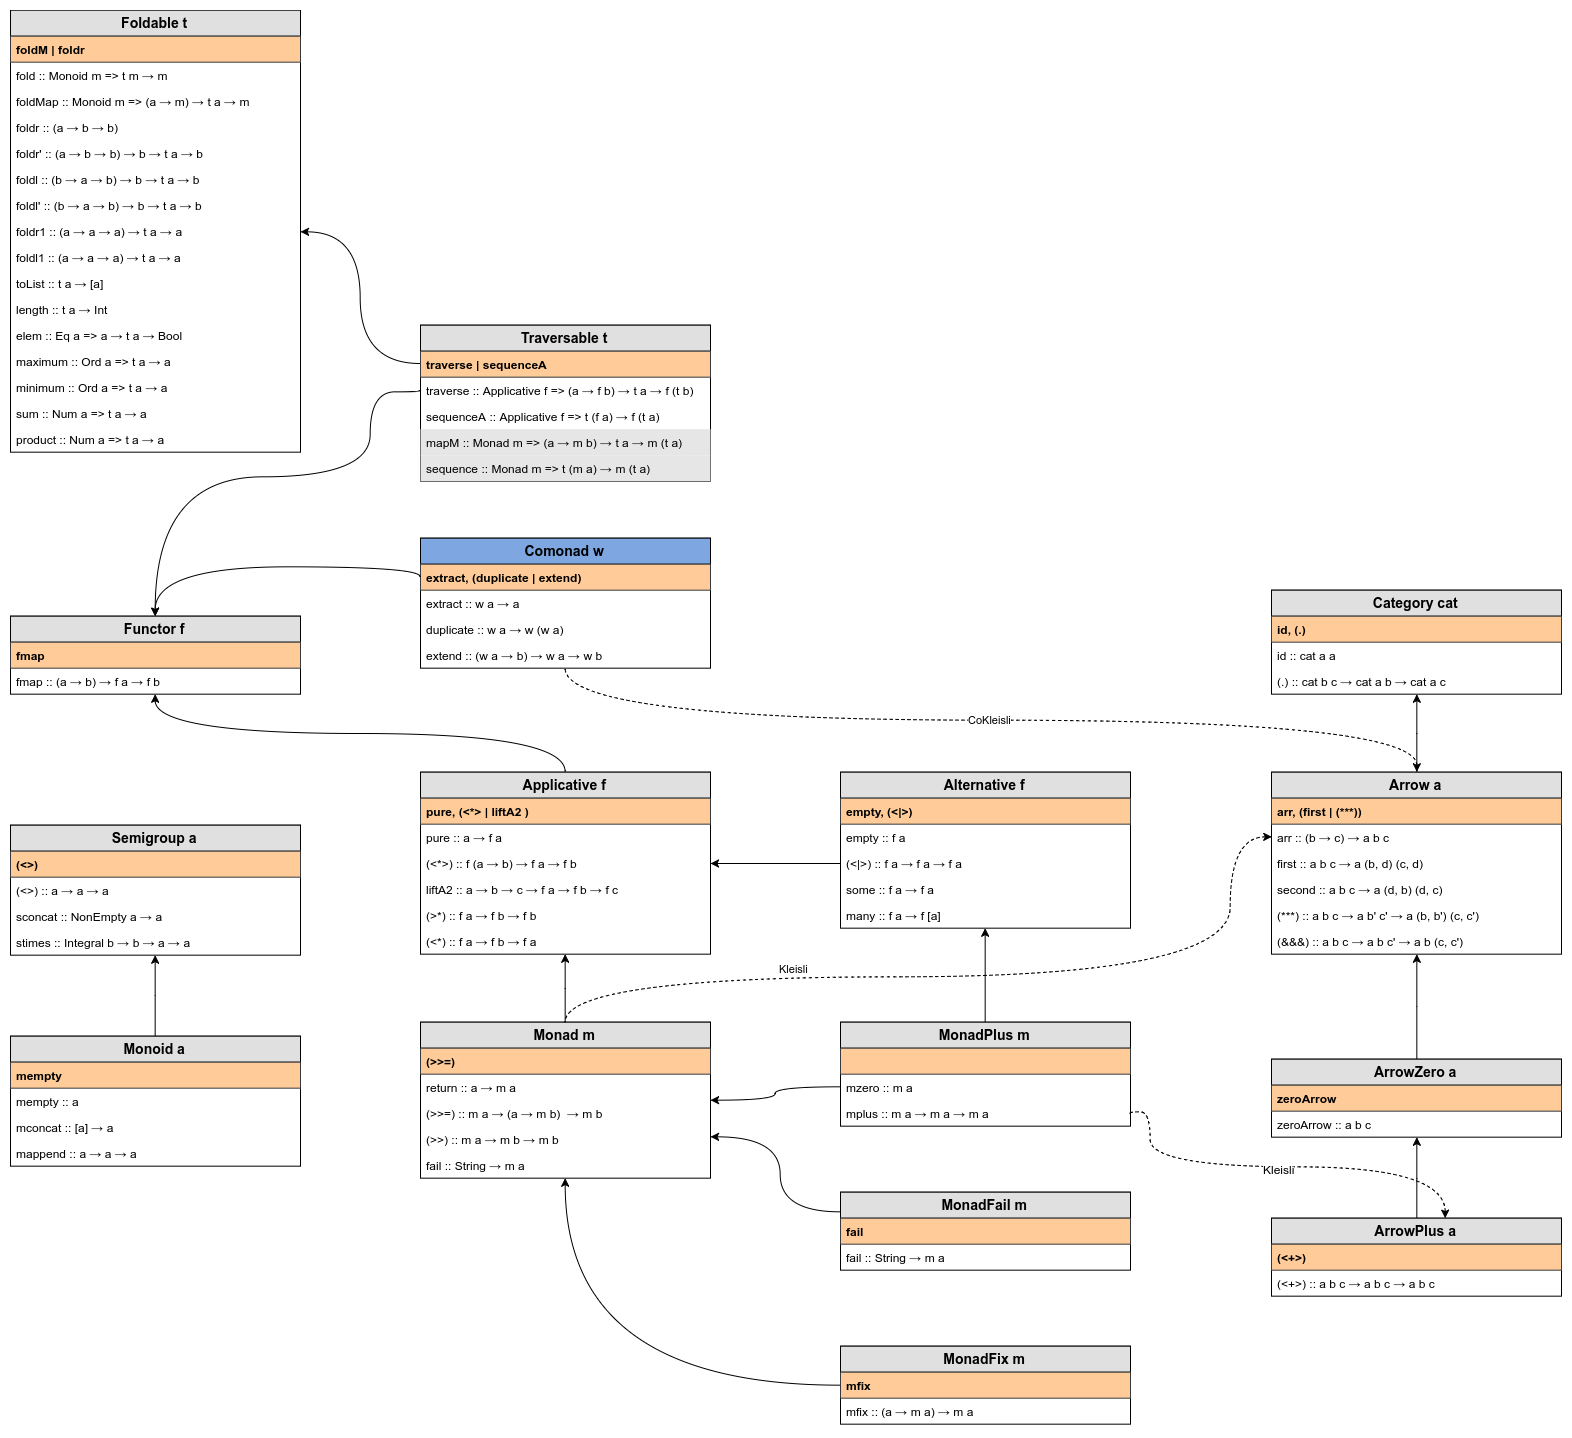 Foldable t
foldM | foldr
fold :: Monoid m => t m → m
foldMap :: Monoid m => (a → m) → t a → m
foldr :: (a → b → b)
foldr' :: (a → b → b) → b → t a → b
foldl :: (b → a → b) → b → t a → b
foldl' :: (b → a → b) → b → t a → b
foldr1 :: (a → a → a) → t a → a
foldl1 :: (a → a → a) → t a → a
toList :: t a → [a]
length :: t a → Int
elem :: Eq a => a → t a → Bool
maximum :: Ord a => t a → a
minimum :: Ord a => t a → a
sum :: Num a => t a → a
product :: Num a => t a → a
Traversable t
traverse | sequenceA
traverse :: Applicative f => (a → f b) → t a → f (t b)
sequenceA :: Applicative f => t (f a) → f (t a)
mapM :: Monad m => (a → m b) → t a → m (t a)
sequence :: Monad m => t (m a) → m (t a)
Comonad w
extract, (duplicate | extend)
extract :: w a → a
duplicate :: w a → w (w a)
extend :: (w a → b) → w a → w b
Functor f
fmap
fmap :: (a → b) → f a → f b
Category cat
id, (.)
id :: cat a a
(.) :: cat b c → cat a b → cat a c
CoKleisli
Semigroup a
(<>)
(<>) :: a → a → a
sconcat :: NonEmpty a → a
stimes :: Integral b → b → a → a
Applicative f
pure, (<*> | liftA2 )
pure :: a → f a
(<*>) :: f (a → b) → f a → f b
liftA2 :: a → b → c → f a → f b → f c
(>*) :: f a → f b → f b
(<*) :: f a → f b → f a
Alternative f
empty, (<|>)
empty :: f a
(<|>) :: f a → f a → f a
some :: f a → f a
many :: f a → f [a]
Arrow a
arr, (first | (***))
arr :: (b → c) → a b c
first :: a b c → a (b, d) (c, d)
second :: a b c → a (d, b) (d, c)
(***) :: a b c → a b' c' → a (b, b') (c, c')
(&&&) :: a b c → a b c' → a b (c, c')
Kleisli
Monoid a
mempty
mempty :: a
mconcat :: [a] → a
mappend :: a → a → a
Monad m
(>>=)
return :: a → m a
(>>=) :: m a → (a → m b) → m b
(>>) :: m a → m b → m b
fail :: String → m a
MonadPlus m
mzero :: m a
mplus :: m a → m a → m a
ArrowZero a
zeroArrow
zeroArrow :: a b c
Kleisli
MonadFail m
fail
fail :: String → m a
ArrowPlus a
(<+>)
(<+>) :: a b c → a b c → a b c
MonadFix m
mfix
mfix :: (a → m a) → m a